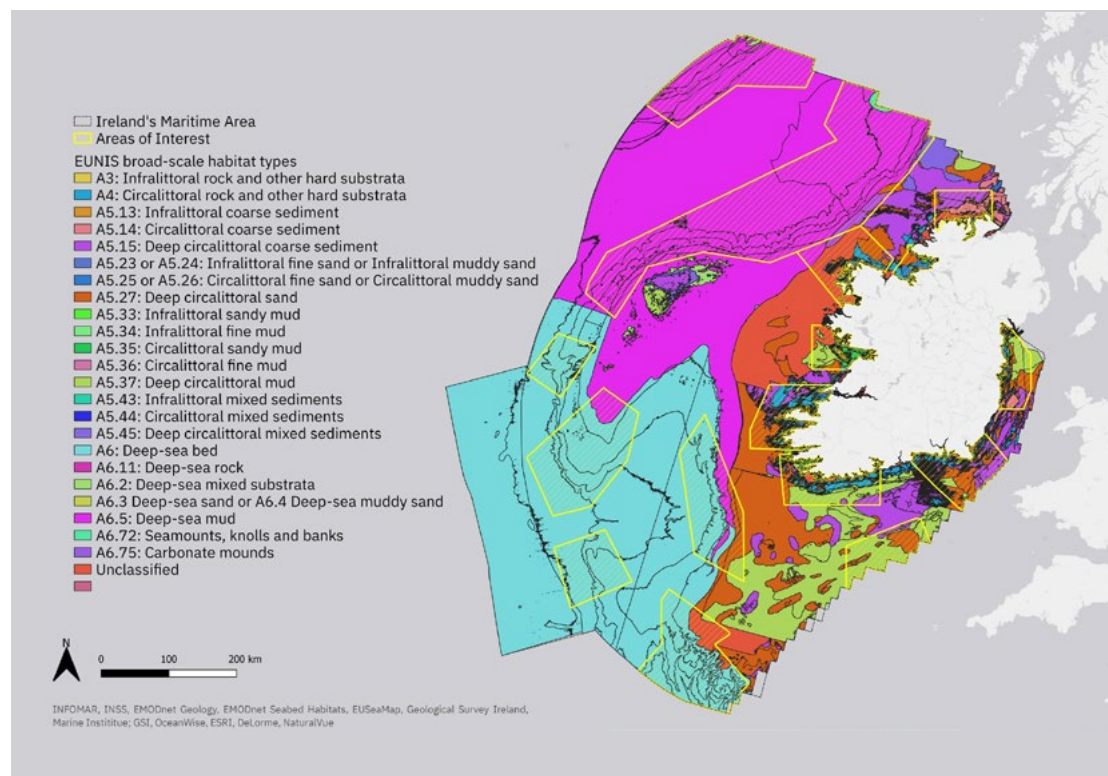 Ireland's Maritime Area
Areas of Interest
EUNIS broad-scale habitat types
A3: Infralittoral rock and other hard substrata
A4: Circalittoral rock and other hard substrata
A5.13: Infralittoral coarse sediment
A5.14: Circalittoral coarse sediment
A5.15: Deep circalittoral coarse sediment
A5.23 or A5.24: Infralittoral fine sand or Infralittoral muddy sand
A5.25 or A5.26: Circalittoral fine sand or Circalittoral muddy sand
A5.27: Deep circalittoral sand
A5.33: Infralittoral sandy mud
A5.34: Infralittoral fine mud
A5.35: Circalittoral sandy mud
A5.36: Circalittoral fine mud
A5.37: Deep circalittoral mud
A5.43: Infralittoral mixed sediments
A5.44: Circalittoral mixed sediments
A5.45: Deep circalittoral mixed sediments
A6: Deep-sea bed
A6.11: Deep-sea rock
A6.2: Deep-sea mixed substrata
A6.3 Deep-sea sand or A6.4 Deep-sea muddy sand
A6.5: Deep-sea mud
A6.72: Seamounts, knolls and banks
A6.75: Carbonate mounds
Unclassified
N
0 100 200 km
INFOMAR, INSS, EMODnet Geology, EMODnet Seabed Habitats, EUSeaMap, Geological Survey Ireland,
Marine Instititue; GSI, OceanWise, ESRI, DeLorme, NaturalVue